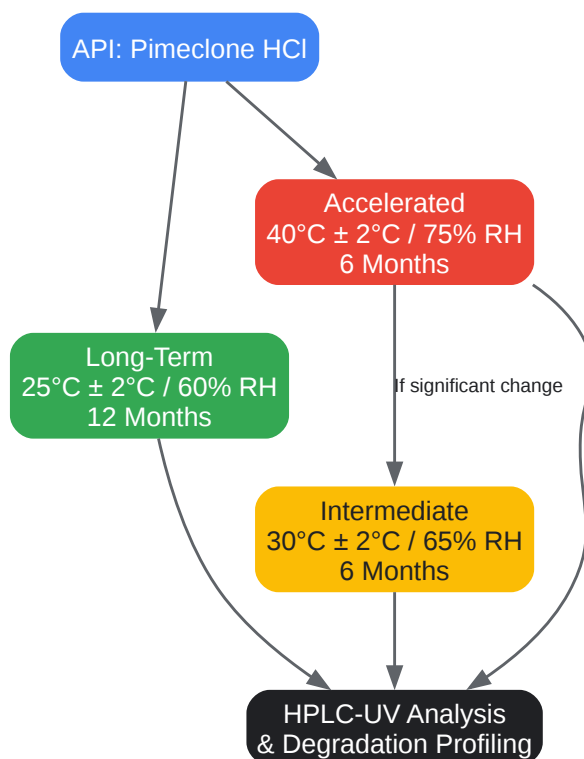 API: Pimeclone HCl
Accelerated
40°C ± 2°C / 75% RH
6 Months
Long-Term
25°C ± 2°C / 60% RH
12 Months
If significant change
Intermediate
30°C ± 2°C / 65% RH
6 Months
HPLC-UV Analysis
& Degradation Profiling